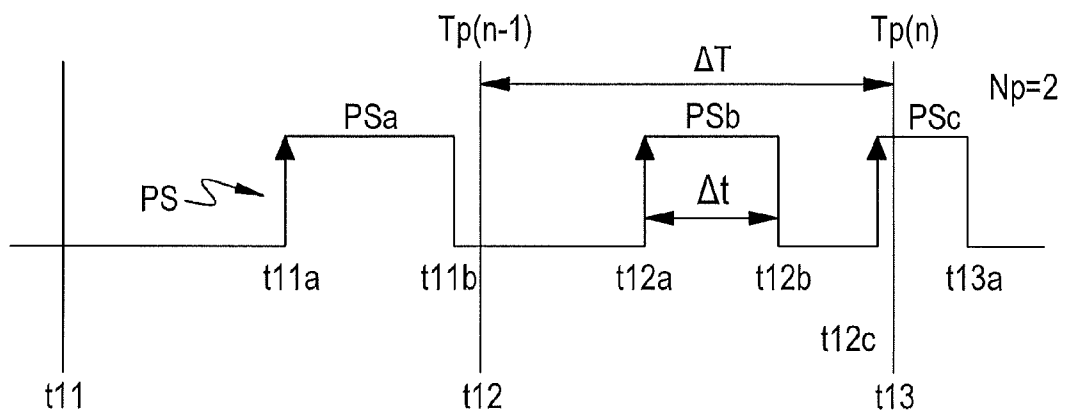 Tp(n-1) Tp(n)
ΔT
Np=2
PSa PSb PSc
PS
Δt
t11a t11b t12a t12b t13a
t12c
t11 t12 t13